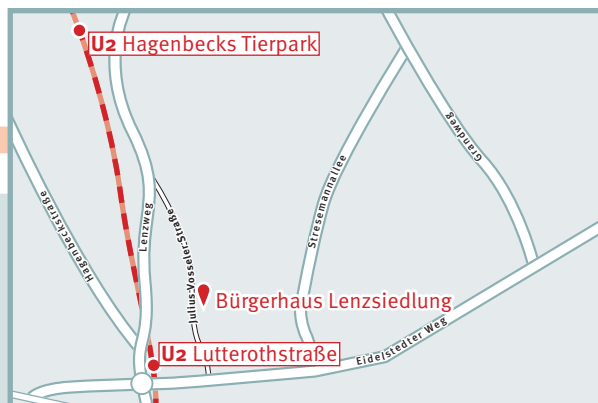 U2 Hagenbecks Tierpark
Grandweg
Stresemannallee
Hagenbeckstraße
Lenzweg
Julius-Vosseler-Straße
Bürgerhaus Lenzsiedlung
Eidelstedter Weg
U2 Lutterothstraße